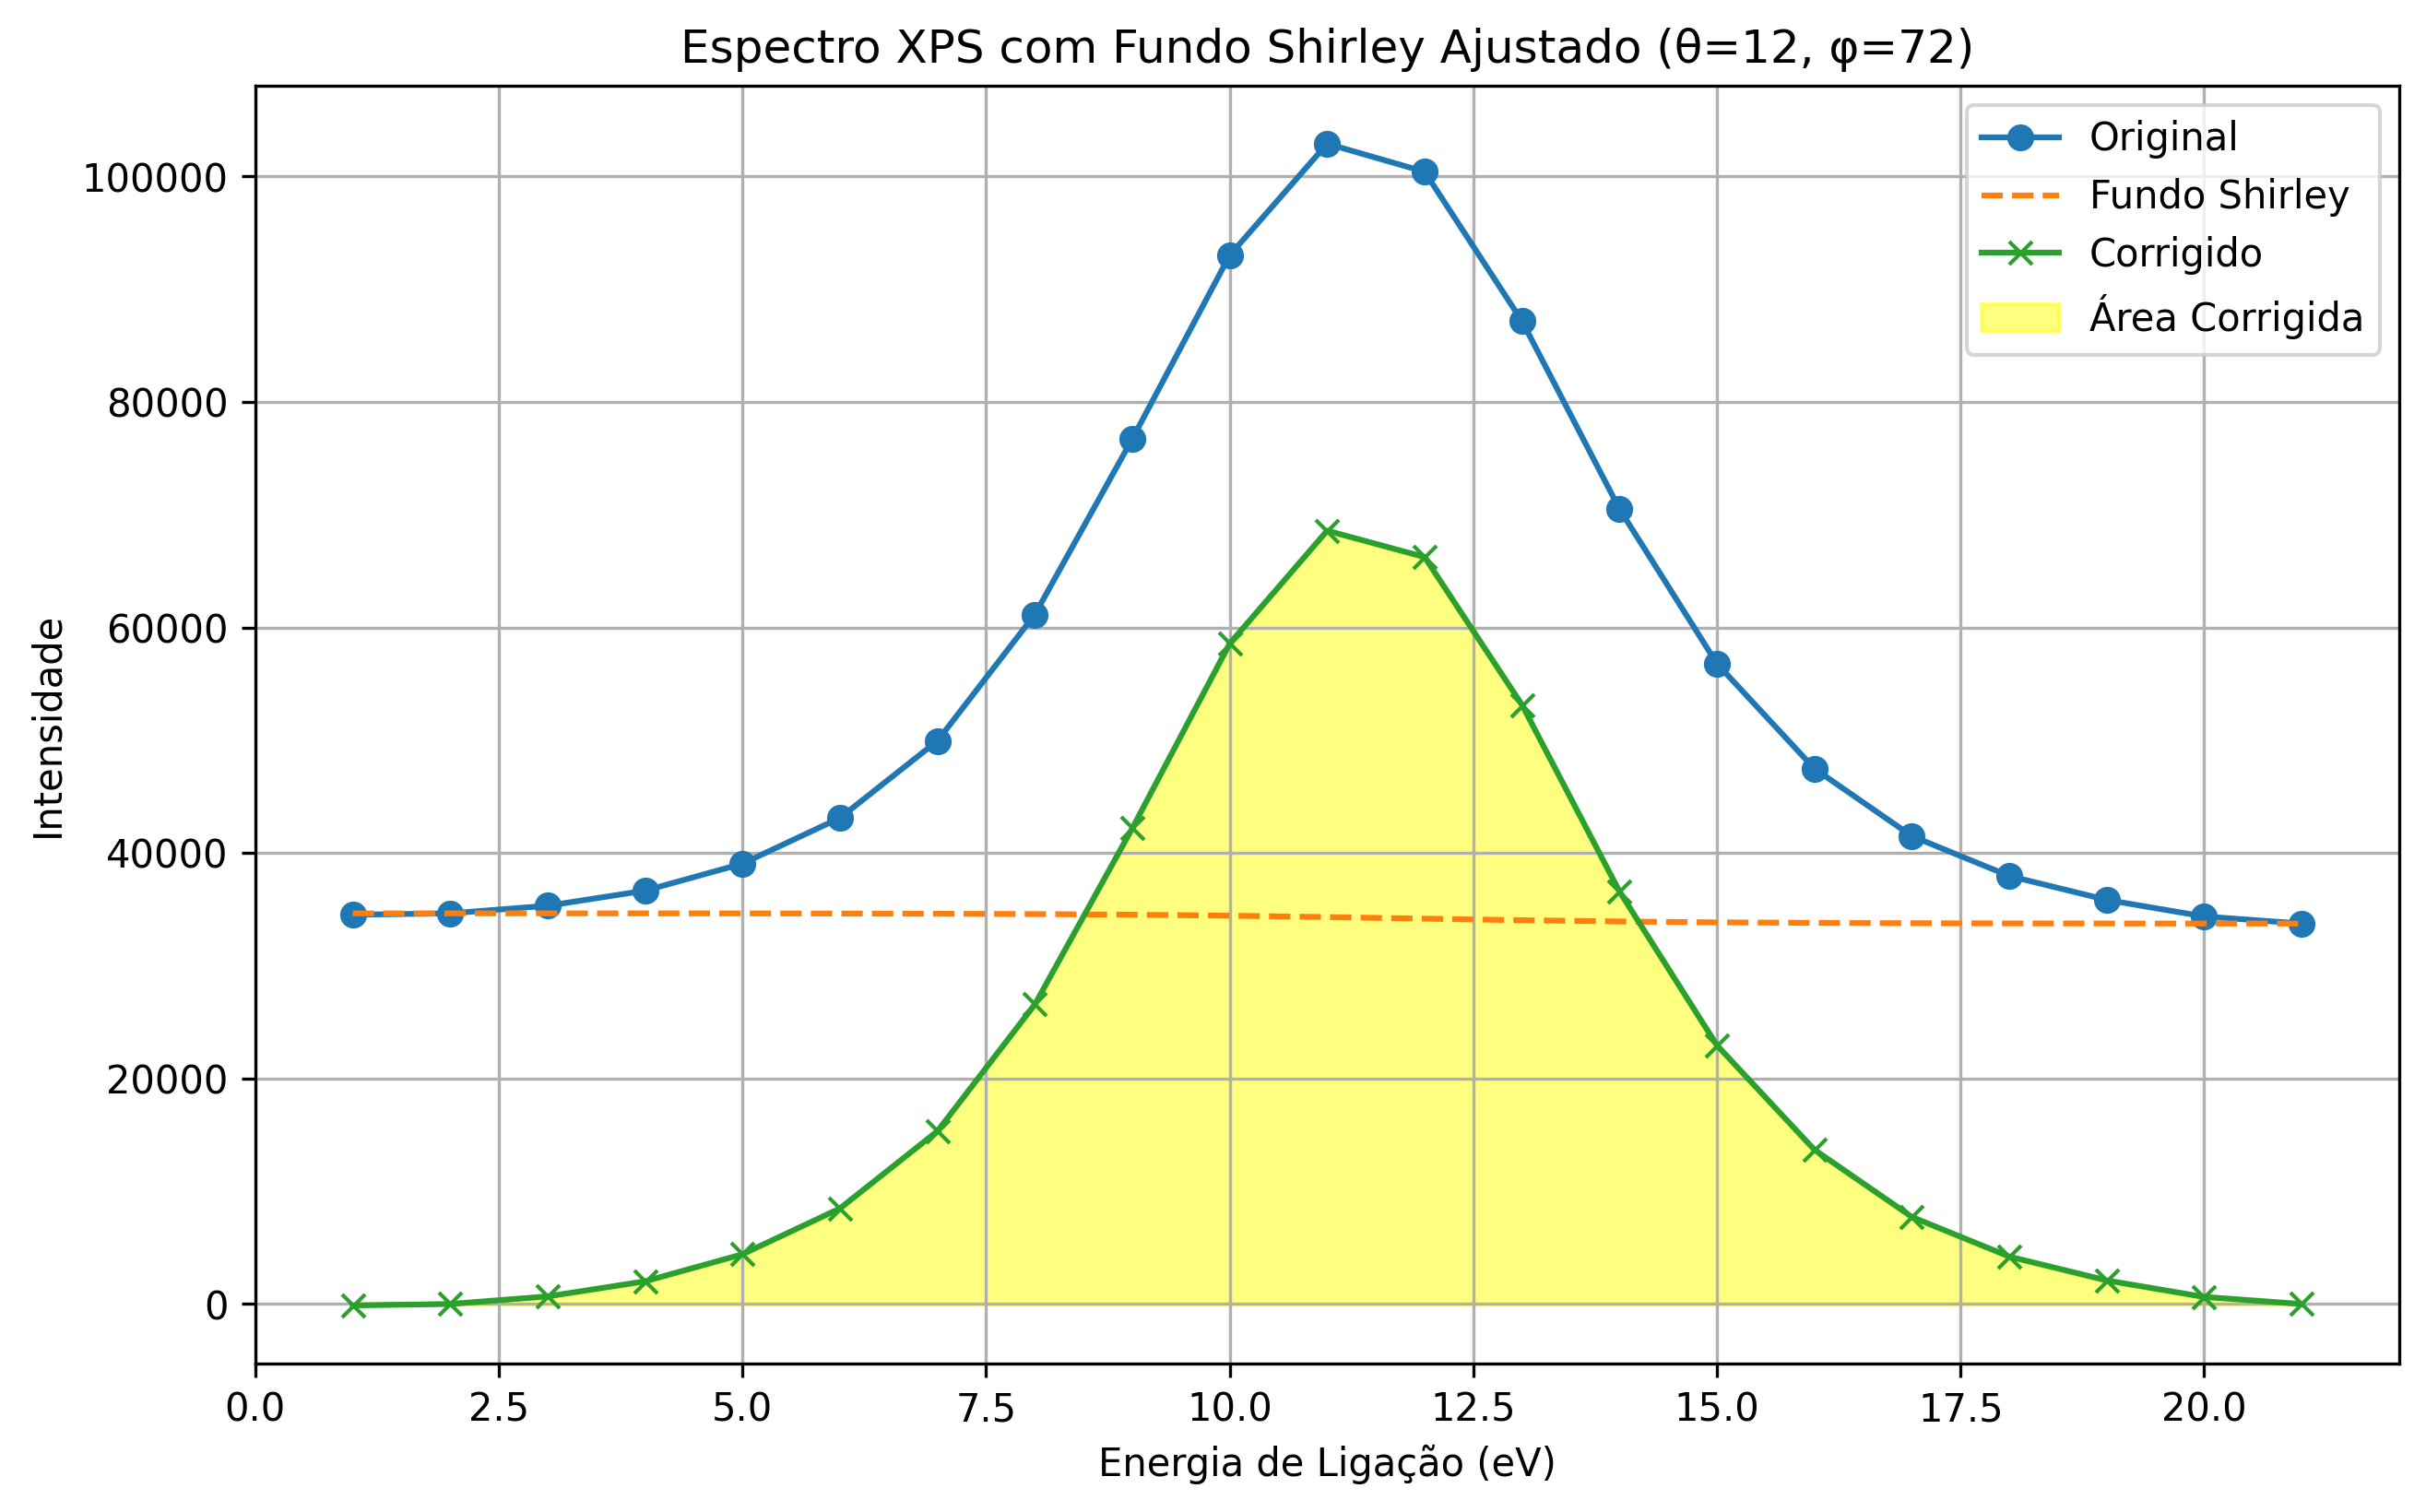 Espectro XPS com Fundo Shirley Ajustado (θ=12, φ=72)
Original
Fundo Shirley
Corrigido
Área Corrigida
Intensidade
100000
80000
60000
40000
20000
0
0.0 2.5 5.0 7.5 10.0 12.5 15.0 17.5 20.0
Energia de Ligação (eV)